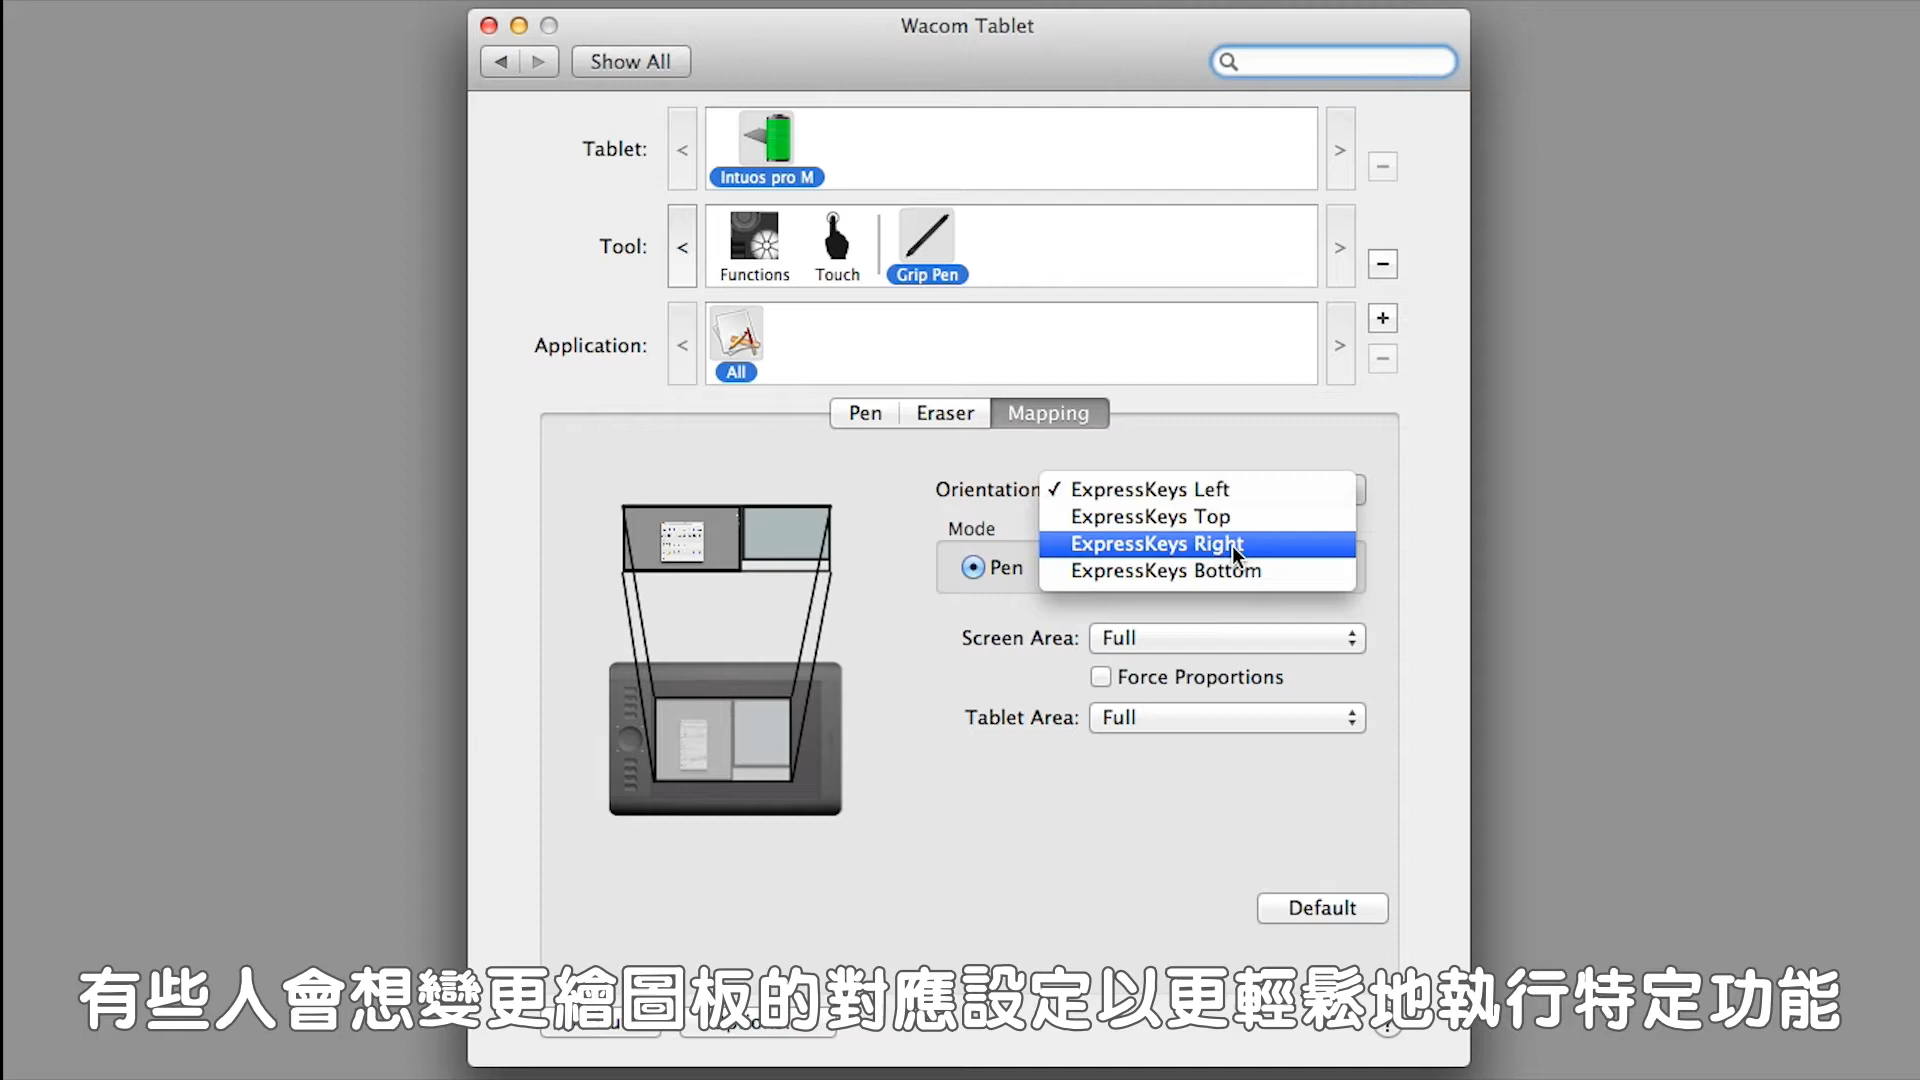 Wacom Tablet
Show All
Tablet:
Intuos pro M
Tool:
Functions
Touch
Grip Pen
Application:
All
Pen
Eraser
Mapping
Orientation
✓ ExpressKeys Left
ExpressKeys Top
ExpressKeys Right
ExpressKeys Bottom
Mode
Pen
Screen Area:
Full
Force Proportions
Tablet Area:
Full
Default
有些人會想變更繪圖板的對應設定以更輕鬆地執行特定功能